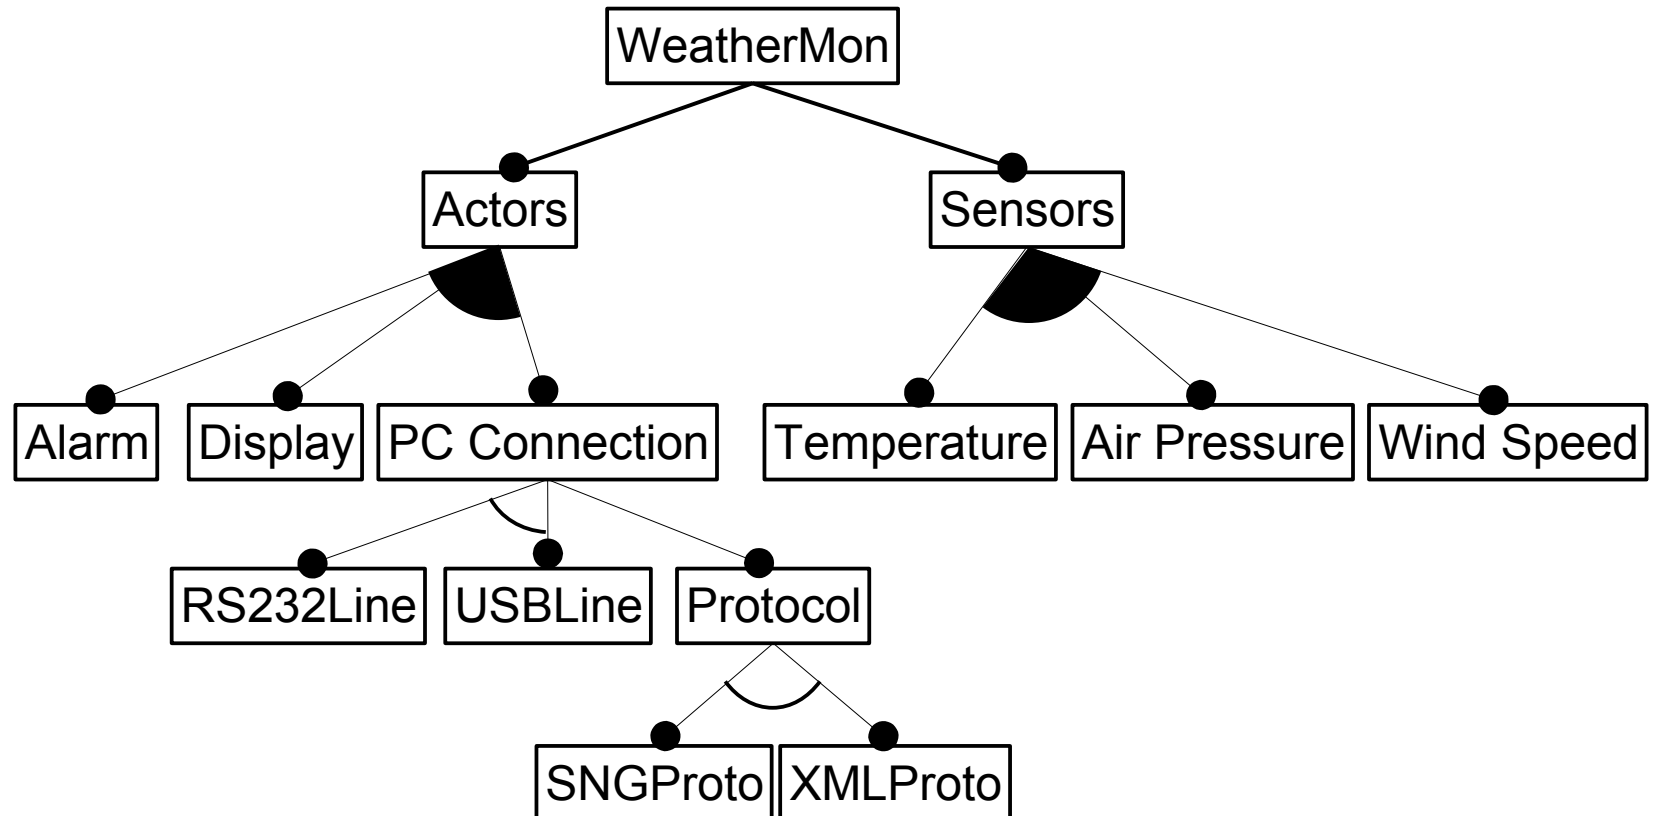 WeatherMon
Actors
Sensors
Alarm
Display
PC Connection
Temperature
Air Pressure
Wind Speed
RS232Line
USBLine
Protocol
SNGProto
XMLProto